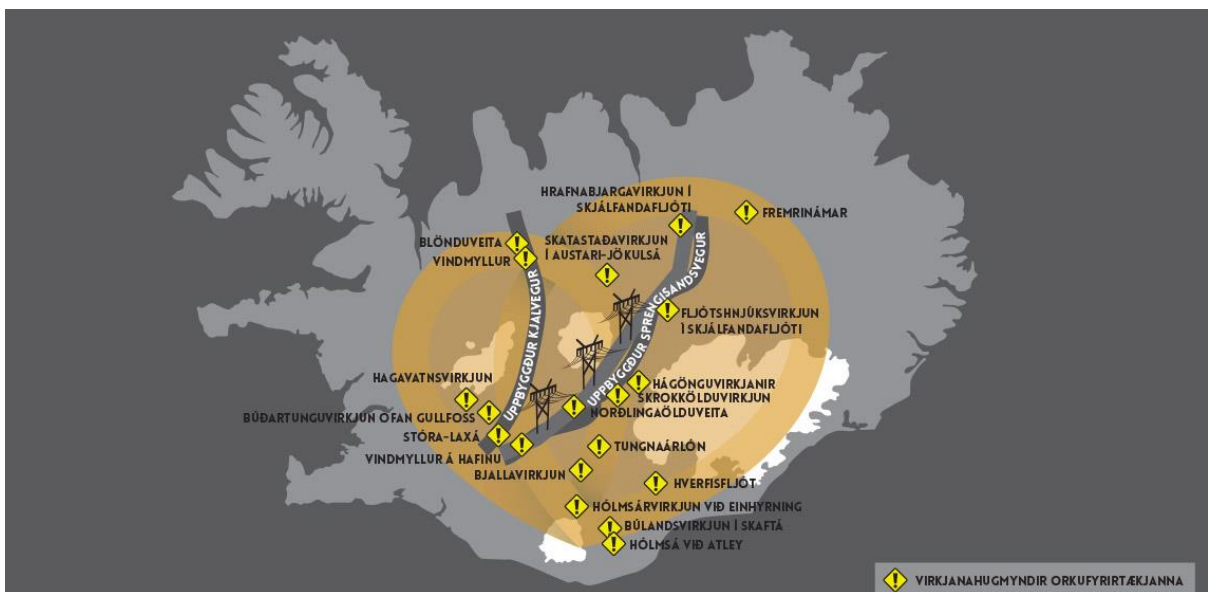 HRAFNABJARGAVIRKJUN Í
SKJÁLFANDAFLJÓTI
FREMRINÁMAR
BLÖNDUVEITA
VINDMYLLUR
SKATASTAÐAVIRKJUN
Í AUSTARI-JÖKULSÁ
UPPBYGGÐUR KJALVEGUR
UPPBYGGÐUR SPRENGISANDSVEGUR
FLJÓTSHNJÚKSVIRKJUN
Ì SKJÁLFANDAFLJÓTI
HAGAVATNSVIRKJUN
HÁGÖNGUVIRKJANIR
SKROKKÖLDUVIRKJUN
BÚÐARTUNGUVIRKJUN OFAN GULLFOSS
NORÐLINGAÖLDUVEITA
STÓRA-LAXÁ
VINDMYLLUR Á HAFINU
TUNGNAÁRLÓN
BJALLAVIRKJUN
HVERFISFLJÓT
HÓLMSÁRVIRKJUN VIÐ EINHYRNING
BÚLANDSVIRKJUN Í SKAFTÁ
HÓLMSÁ VIÐ ATLEY
VIRKJANAHUGMYNDIR ORKUFYRIRTÆKJANNA